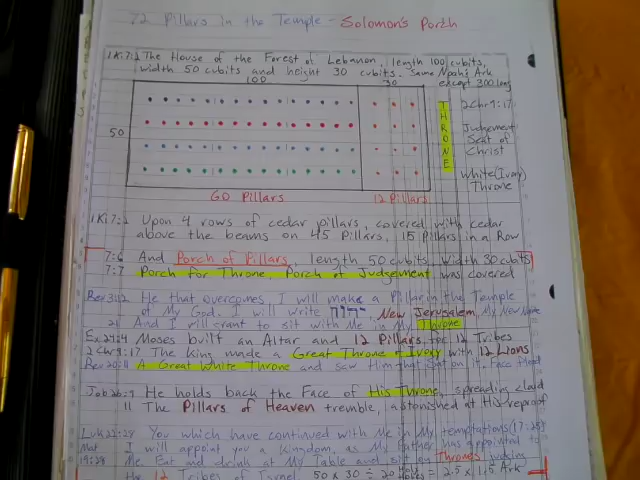 72 Pillars in the Temple - Solomon's Porch
1Ki7:2 The House of the Forest of Lebanon, length 100 cubits,
width 50 cubits and height 30 cubits. Same Noah's Ark
except 300 long
100
30
50
THRONE
2Chr9:17
Judgement
Seat of
Christ
White (Ivory)
Throne
60 Pillars
12 Pillars
1Ki7:2 Upon 4 rows of cedar pillars, covered with cedar
above the beams on 45 Pillars, 15 Pillars in a Row
7:6 And Porch of Pillars, length 50 cubits, width 30 cubits
7:7 Porch for Throne, Porch of Judgement was covered
Rev3:12 He that overcomes, I will make a Pillar in the Temple
of My God. I will write יהוה, New Jerusalem, My New Name
21 And I will grant to sit with Me in My Throne
Ex24:4 Moses built an Altar and 12 Pillars, for 12 Tribes
2Chr9:17 The King made a Great Throne of Ivory with 12 Lions
Rev20:11 A Great White Throne and saw Him that sat on it, Face
Job26:9 He holds back the Face of His Throne, spreading cloud
11 The Pillars of Heaven tremble, astonished at His reproof
Luk22:28 You which have continued with Me in My temptations (17:25)
Mat I will appoint you a Kingdom, as My Father has appointed to
19:28 Me Eat and drink at My Table and sit on Thrones judging
the 12 Tribes of Israel. 50 x 30 ÷ 20 = 2.5 x 1.5 Ark